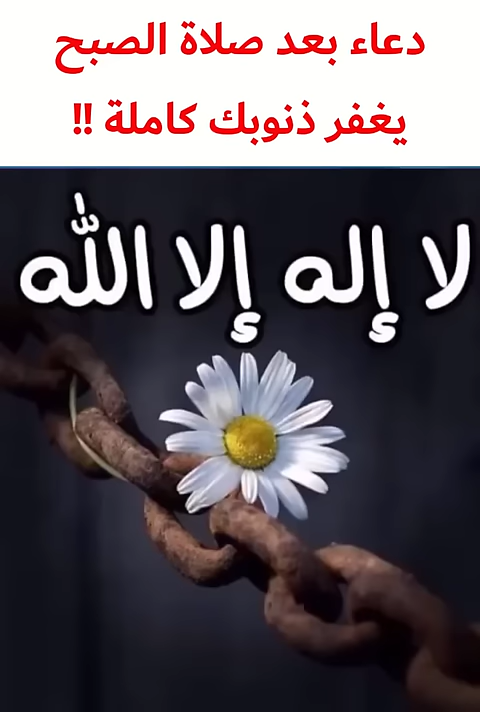 دعاء بعد صلاة الصبح
يغفر ذنوبك كاملة !!
لا إله إلا الله